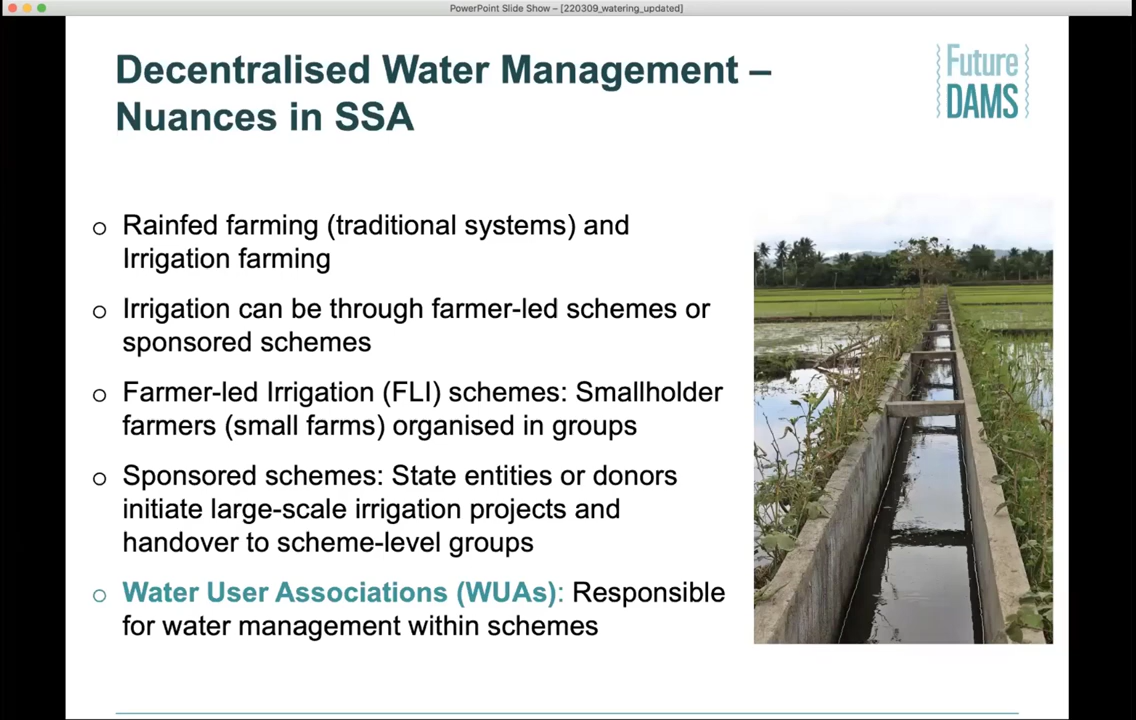 PowerPoint Slide Show – [220309_watering_updated]
Decentralised Water Management –
Nuances in SSA
Future
DAMS
Rainfed farming (traditional systems) and
Irrigation farming
Irrigation can be through farmer-led schemes or
sponsored schemes
Farmer-led Irrigation (FLI) schemes: Smallholder
farmers (small farms) organised in groups
Sponsored schemes: State entities or donors
initiate large-scale irrigation projects and
handover to scheme-level groups
Water User Associations (WUAs): Responsible
for water management within schemes